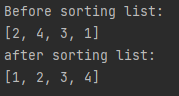 Before sorting list:
[2, 4, 3, 1]
after sorting list:
[1, 2, 3, 4]